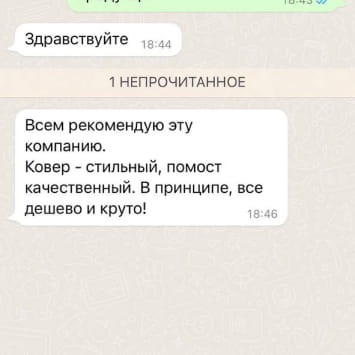 18:43
Здравствуйте 18:44
1 НЕПРОЧИТАННОЕ
Всем рекомендую эту
компанию.
Ковер - стильный, помост
качественный. В принципе, все
дешево и круто!
18:46